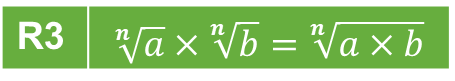 R3 ⁿ√a × ⁿ√b = ⁿ√(a × b)